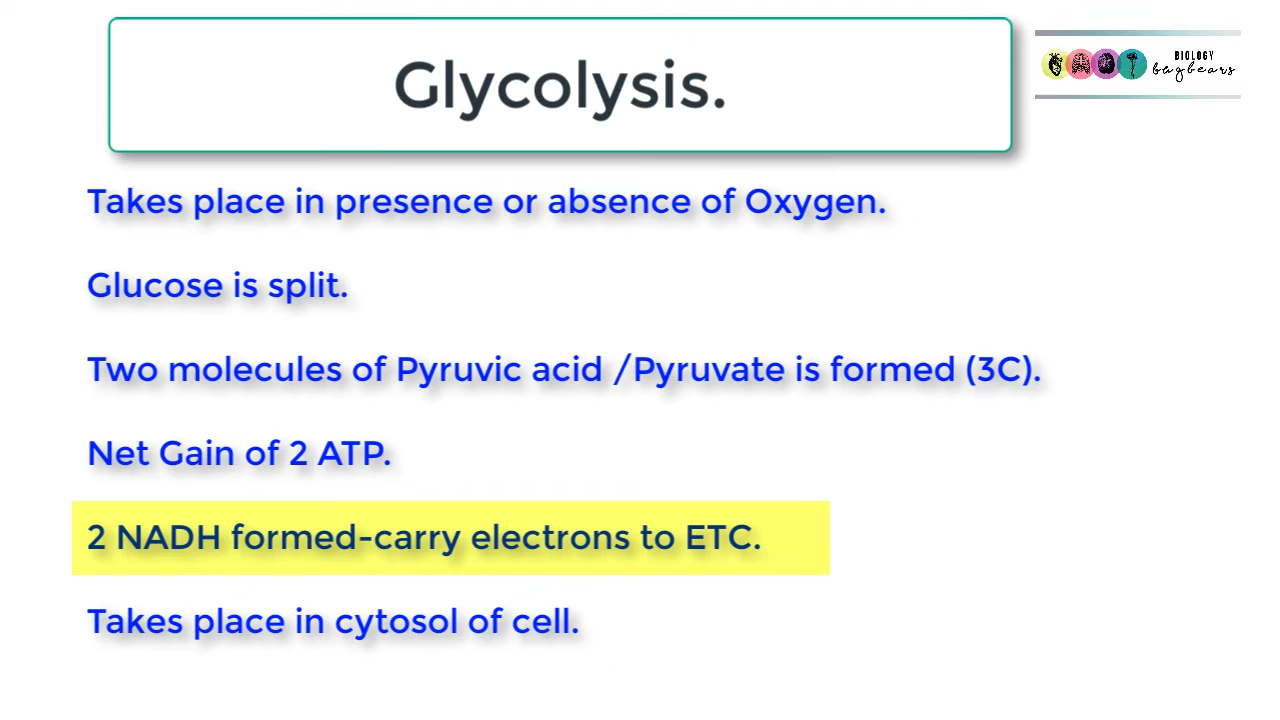 Glycolysis.
BIOLOGY
bugbears
Takes place in presence or absence of Oxygen.
Glucose is split.
Two molecules of Pyruvic acid /Pyruvate is formed (3C).
Net Gain of 2 ATP.
2 NADH formed-carry electrons to ETC.
Takes place in cytosol of cell.